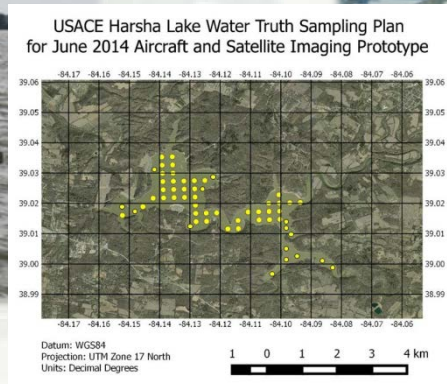 USACE Harsha Lake Water Truth Sampling Plan
for June 2014 Aircraft and Satellite Imaging Prototype
-84.17 -84.16 -84.15 -84.14 -84.13 -84.12 -84.11 -84.10 -84.09 -84.08 -84.07 -84.06
39.06 39.06
39.05 39.05
39.04 39.04
39.03 39.03
39.02 39.02
39.01 39.01
39.00 39.00
38.99 38.99
-84.17 -84.16 -84.15 -84.14 -84.13 -84.12 -84.11 -84.10 -84.09 -84.08 -84.07 -84.06
Datum: WGS84
Projection: UTM Zone 17 North
Units: Decimal Degrees
1 0 1 2 3 4 km